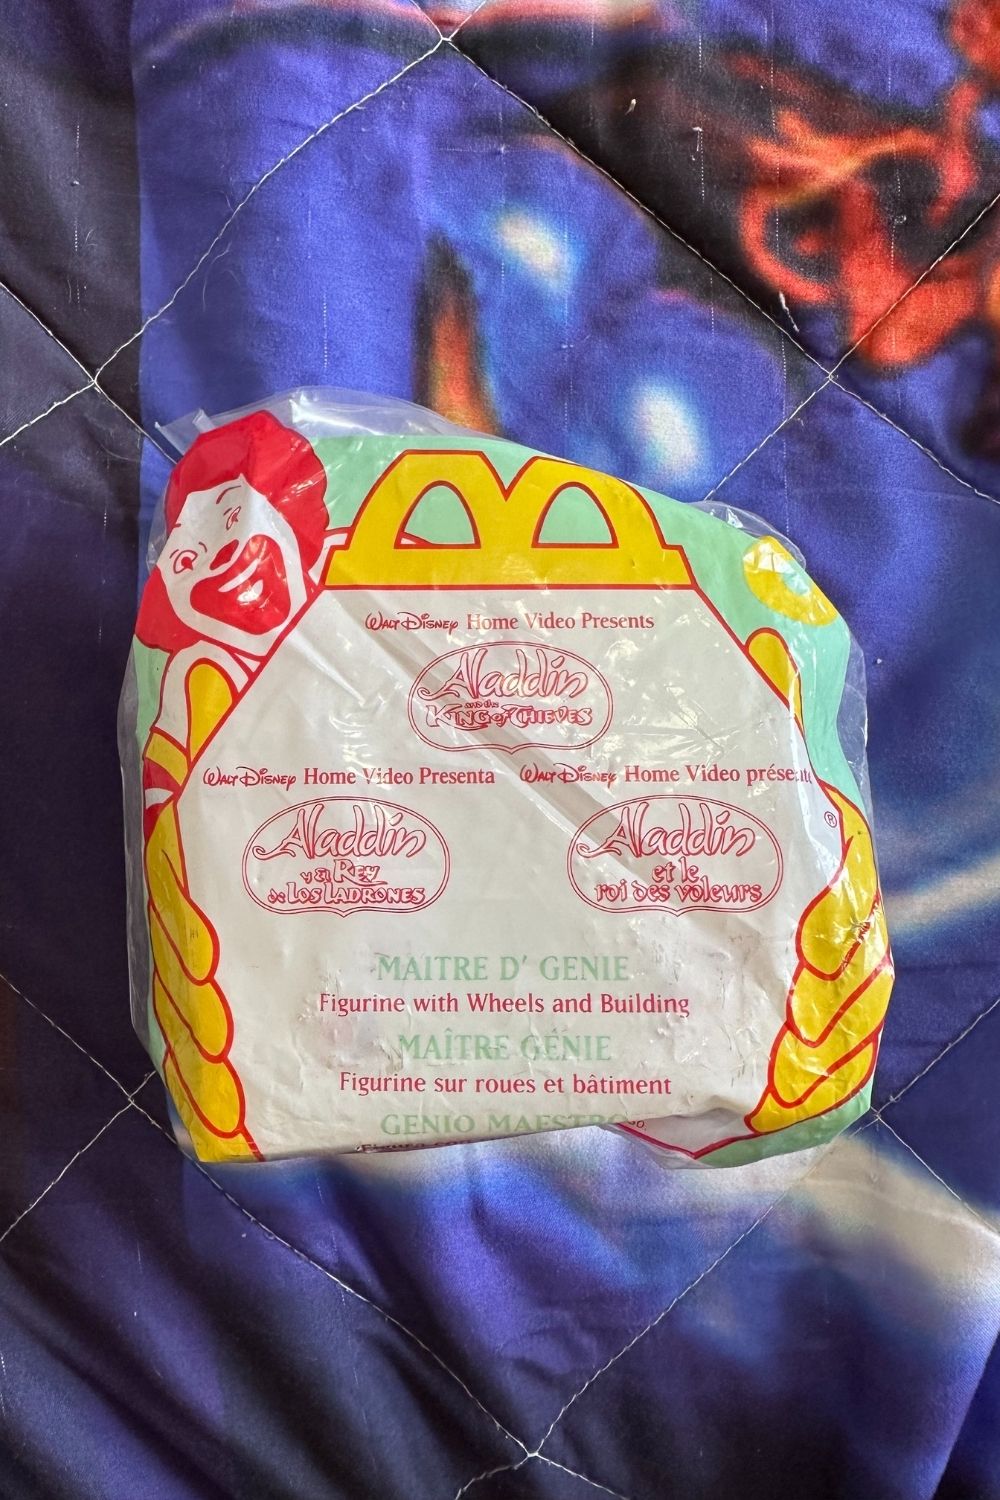 WALT DISNEY Home Video Presents
Aladdin
AND THE
KING of THIEVES
WALT DISNEY Home Video Presenta
WALT DISNEY Home Video présente
Aladdin
y EL REY
de LOS LADRONES
Aladdin
et le
roi des voleurs
®
MAITRE D' GENIE
Figurine with Wheels and Building
MAÎTRE GÉNIE
Figurine sur roues et bâtiment
GENIO MAESTRO